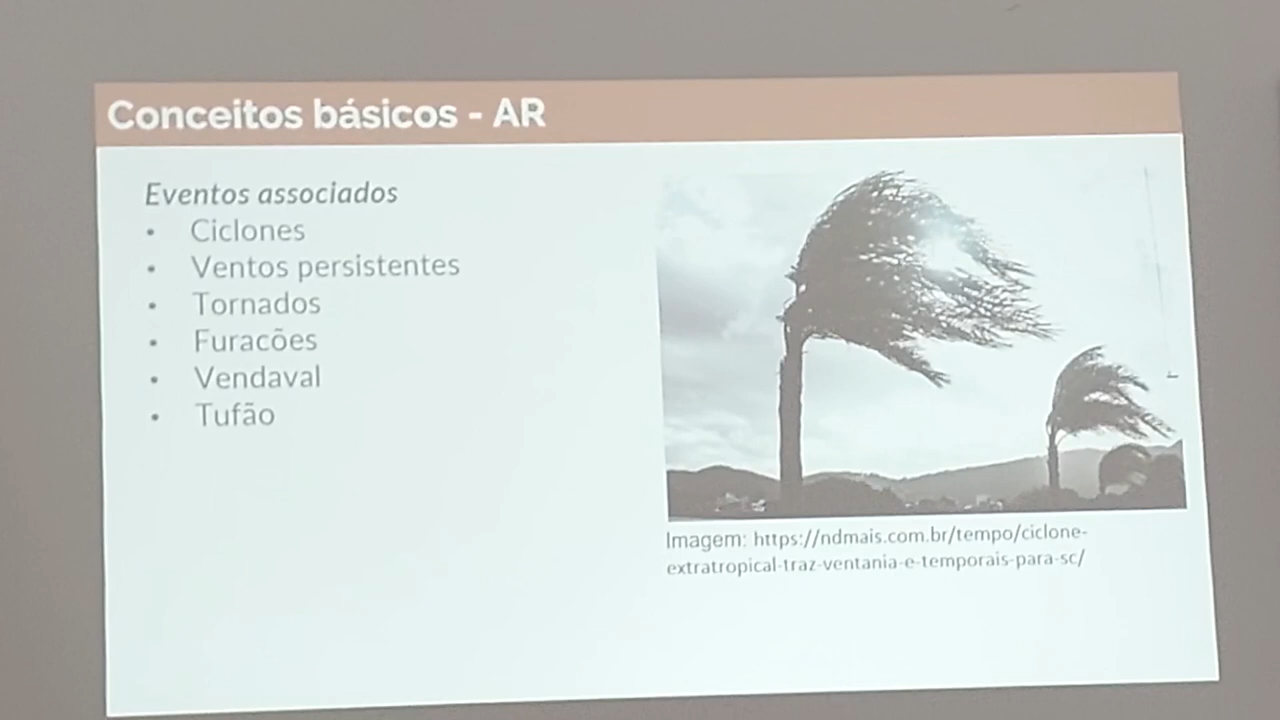 Conceitos básicos - AR
Eventos associados
• Ciclones
• Ventos persistentes
• Tornados
• Furacões
• Vendaval
• Tufão
Imagem: https://ndmais.com.br/tempo/ciclone-
extratropical-traz-ventania-e-temporais-para-sc/